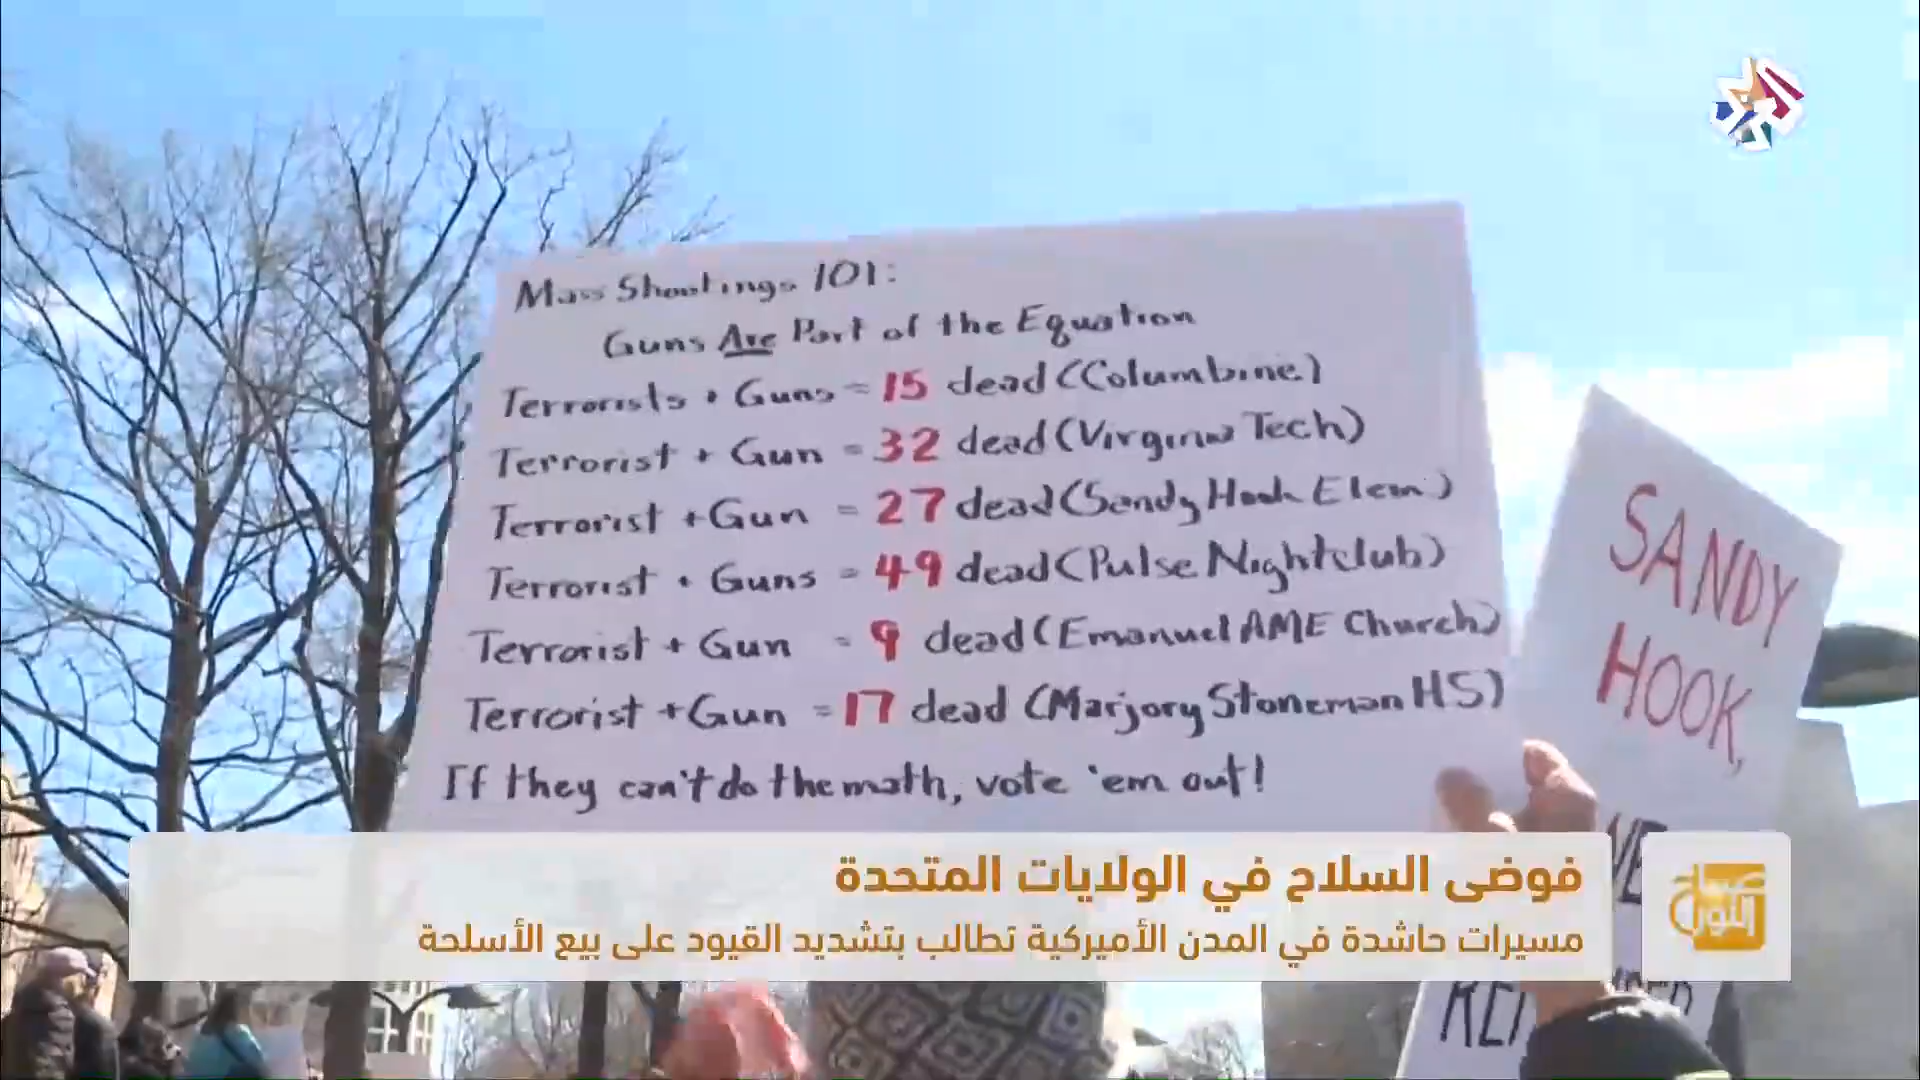 Mass Shootings 101:
Guns Are Part of the Equation
Terrorists + Guns = 15 dead (Columbine)
Terrorist + Gun = 32 dead (Virginia Tech)
Terrorist + Gun = 27 dead (Sandy Hook Elem)
Terrorist + Guns = 49 dead (Pulse Nightclub)
Terrorist + Gun = 9 dead (Emanuel AME Church)
Terrorist + Gun = 17 dead (Marjory Stoneman HS)
If they can't do the math, vote 'em out!
SANDY
HOOK,
فوضى السلاح في الولايات المتحدة
مسيرات حاشدة في المدن الأميركية تطالب بتشديد القيود على بيع الأسلحة
صباح
النور